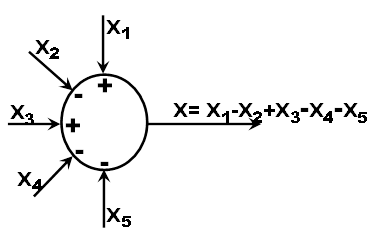 X1
X2
+
-
X3
+
X= X1-X2+X3-X4-X5
-
X4
-
X5